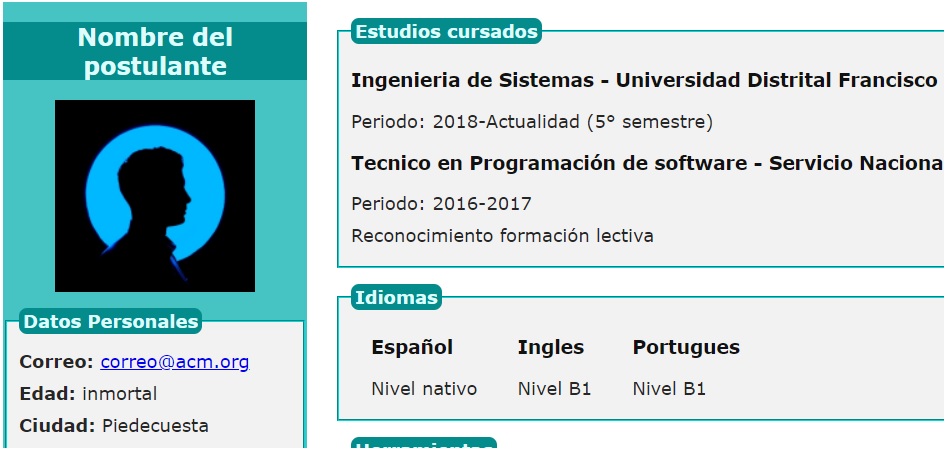 Nombre del
postulante
Datos Personales
Correo: correo@acm.org
Edad: inmortal
Ciudad: Piedecuesta
Estudios cursados
Ingenieria de Sistemas - Universidad Distrital Francisco
Periodo: 2018-Actualidad (5° semestre)
Tecnico en Programación de software - Servicio Naciona
Periodo: 2016-2017
Reconocimiento formación lectiva
Idiomas
Español Ingles Portugues
Nivel nativo Nivel B1 Nivel B1
Herramientas